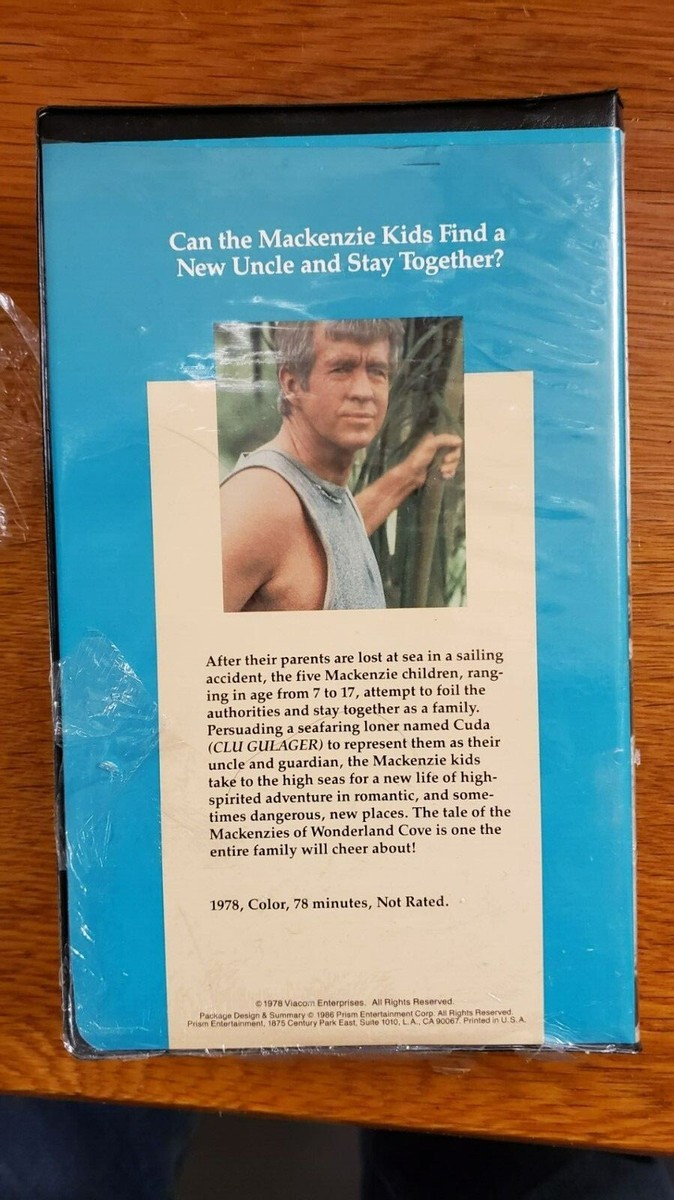 Can the Mackenzie Kids Find a
New Uncle and Stay Together?
After their parents are lost at sea in a sailing
accident, the five Mackenzie children, rang-
ing in age from 7 to 17, attempt to foil the
authorities and stay together as a family.
Persuading a seafaring loner named Cuda
(CLU GULAGER) to represent them as their
uncle and guardian, the Mackenzie kids
take to the high seas for a new life of high-
spirited adventure in romantic, and some-
times dangerous, new places. The tale of the
Mackenzies of Wonderland Cove is one the
entire family will cheer about!
1978, Color, 78 minutes, Not Rated.
© 1978 Viacom Enterprises. All Rights Reserved.
Package Design & Summary © 1986 Prism Entertainment Corp. All Rights Reserved.
Prism Entertainment, 1875 Century Park East, Suite 1010, L.A., CA 90067. Printed in U.S.A.